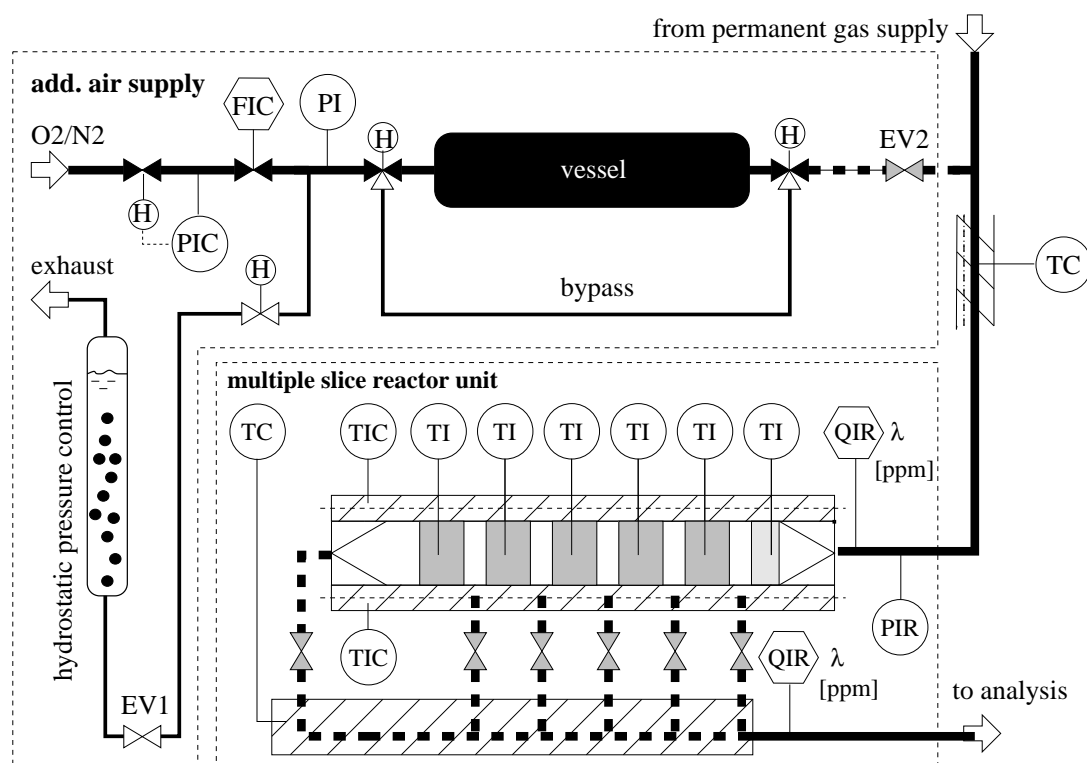 from permanent gas supply
add. air supply
FIC
PI
O2/N2
H
H
EV2
vessel
H
PIC
H
TC
exhaust
bypass
hydrostatic pressure control
multiple slice reactor unit
TC
TIC
TI
TI
TI
TI
TI
TI
QIR
λ
[ppm]
TIC
PIR
QIR
λ
[ppm]
EV1
to analysis